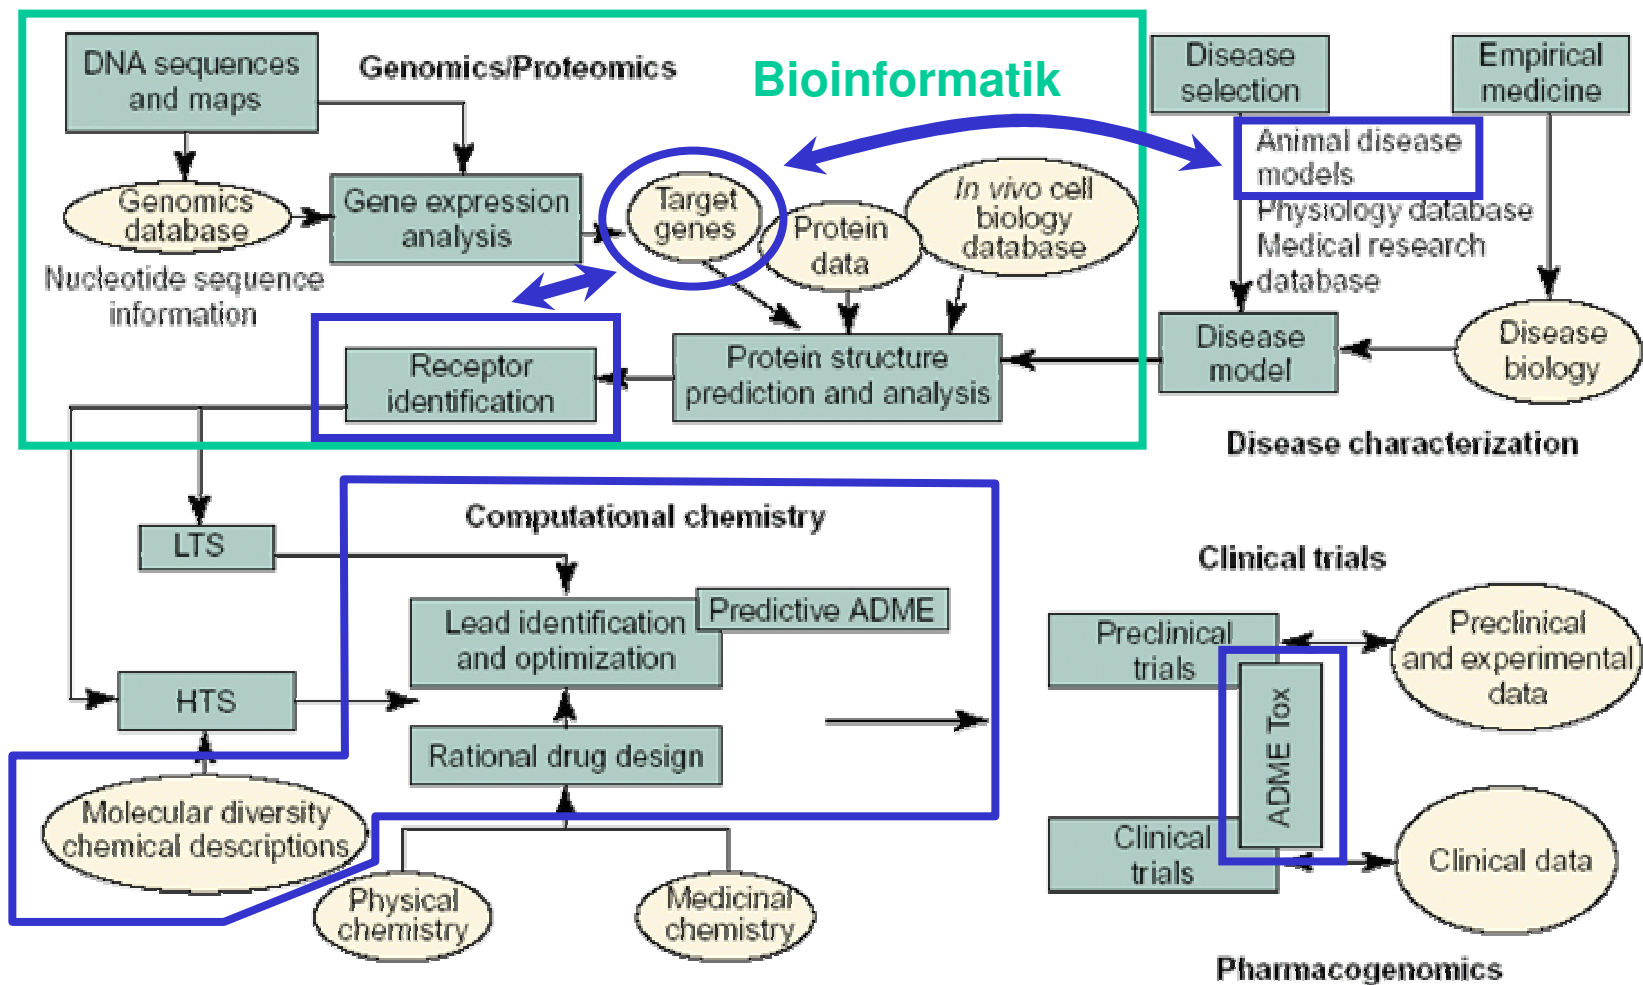 DNA sequences
and maps
Genomics/Proteomics
Bioinformatik
Disease
selection
Empirical
medicine
Animal disease
models
Physiology database
Medical research
database
Genomics
database
Nucleotide sequence
information
Gene expression
analysis
Target
genes
Protein
data
In vivo cell
biology
database
Receptor
identification
Protein structure
prediction and analysis
Disease
model
Disease
biology
Disease characterization
Computational chemistry
LTS
Lead identification
and optimization
Predictive ADME
HTS
Rational drug design
Molecular diversity
chemical descriptions
Physical
chemistry
Medicinal
chemistry
Clinical trials
Preclinical
trials
Preclinical
and experimental
data
ADME Tox
Clinical
trials
Clinical data
Pharmacogenomics